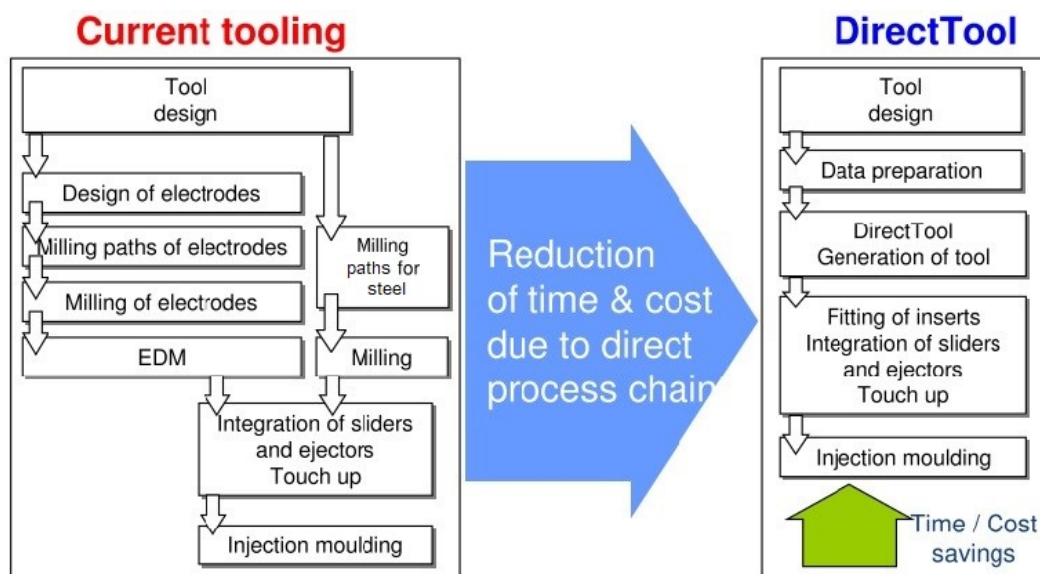 Current tooling
Tool
design
Design of electrodes
Milling paths of electrodes
Milling of electrodes
EDM
Milling
paths for
steel
Milling
Integration of sliders
and ejectors
Touch up
Injection moulding
Reduction
of time & cost
due to direct
process chain
DirectTool
Tool
design
Data preparation
DirectTool
Generation of tool
Fitting of inserts
Integration of sliders
and ejectors
Touch up
Injection moulding
Time / Cost
savings